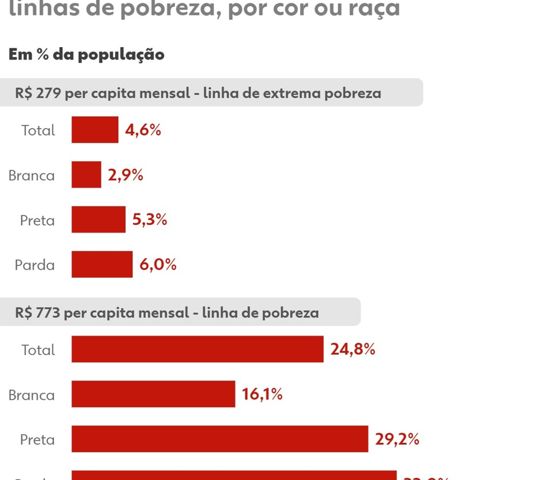 linhas de pobreza, por cor ou raça
Em % da população
R$ 279 per capita mensal - linha de extrema pobreza
Total 4,6%
Branca 2,9%
Preta 5,3%
Parda 6,0%
R$ 773 per capita mensal - linha de pobreza
Total 24,8%
Branca 16,1%
Preta 29,2%